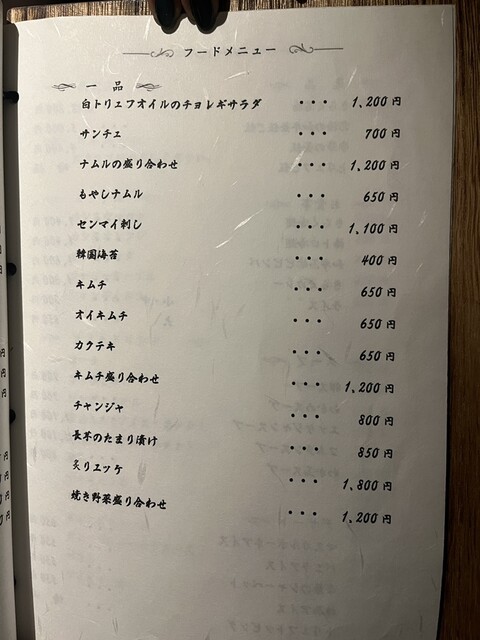 フードメニュー
一品
白トリュフオイルのチョレギサラダ ・・・ 1,200円
サンチェ ・・・ 700円
ナムルの盛り合わせ ・・・ 1,200円
もやしナムル ・・・ 650円
センマイ刺し ・・・ 1,100円
韓国海苔 ・・・ 400円
キムチ ・・・ 650円
オイキムチ ・・・ 650円
カクテキ ・・・ 650円
キムチ盛り合わせ ・・・ 1,200円
チャンジャ ・・・ 800円
長芋のたまり漬け ・・・ 850円
炙りユッケ ・・・ 1,800円
焼き野菜盛り合わせ ・・・ 1,200円